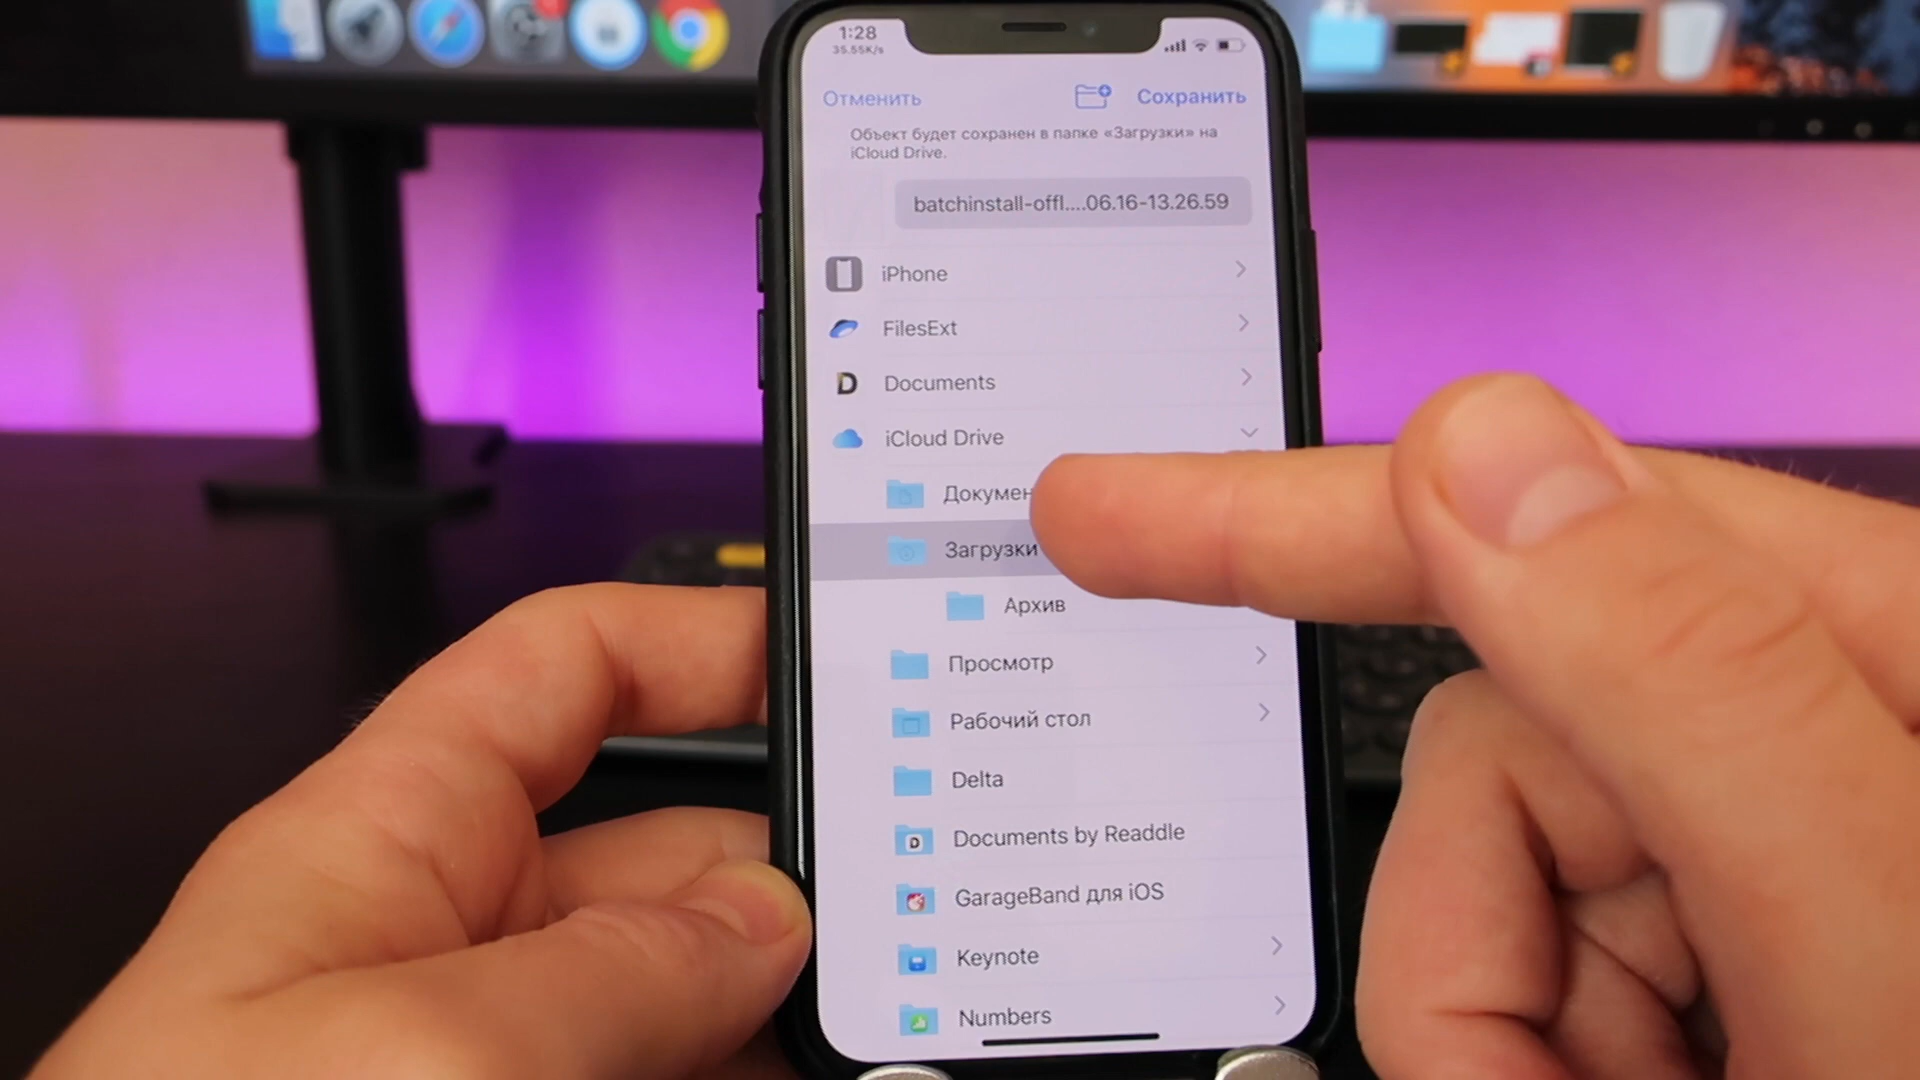 1:28
35.55K/s
Отменить
Сохранить
Объект будет сохранен в папке «Загрузки» на
iCloud Drive.
batchinstall-offl....06.16-13.26.59
iPhone
FilesExt
D
Documents
iCloud Drive
Докумен
Загрузки
Архив
Просмотр
Рабочий стол
Delta
D
Documents by Readdle
GarageBand для iOS
Keynote
Numbers